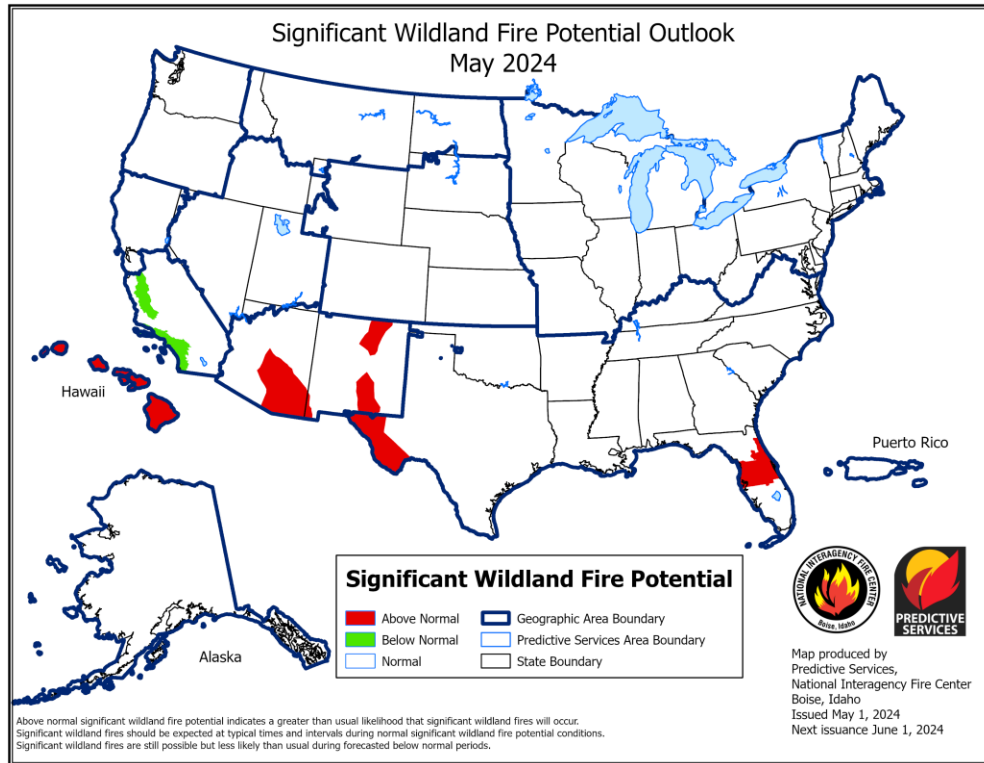 Significant Wildland Fire Potential Outlook
May 2024
Hawaii
Puerto Rico
Alaska
Significant Wildland Fire Potential
Above Normal
Below Normal
Normal
Geographic Area Boundary
Predictive Services Area Boundary
State Boundary
NATIONAL INTERAGENCY FIRE CENTER
Boise, Idaho
PREDICTIVE
SERVICES
Map produced by
Predictive Services,
National Interagency Fire Center
Boise, Idaho
Issued May 1, 2024
Next issuance June 1, 2024
Above normal significant wildland fire potential indicates a greater than usual likelihood that significant wildland fires will occur.
Significant wildland fires should be expected at typical times and intervals during normal significant wildland fire potential conditions.
Significant wildland fires are still possible but less likely than usual during forecasted below normal periods.